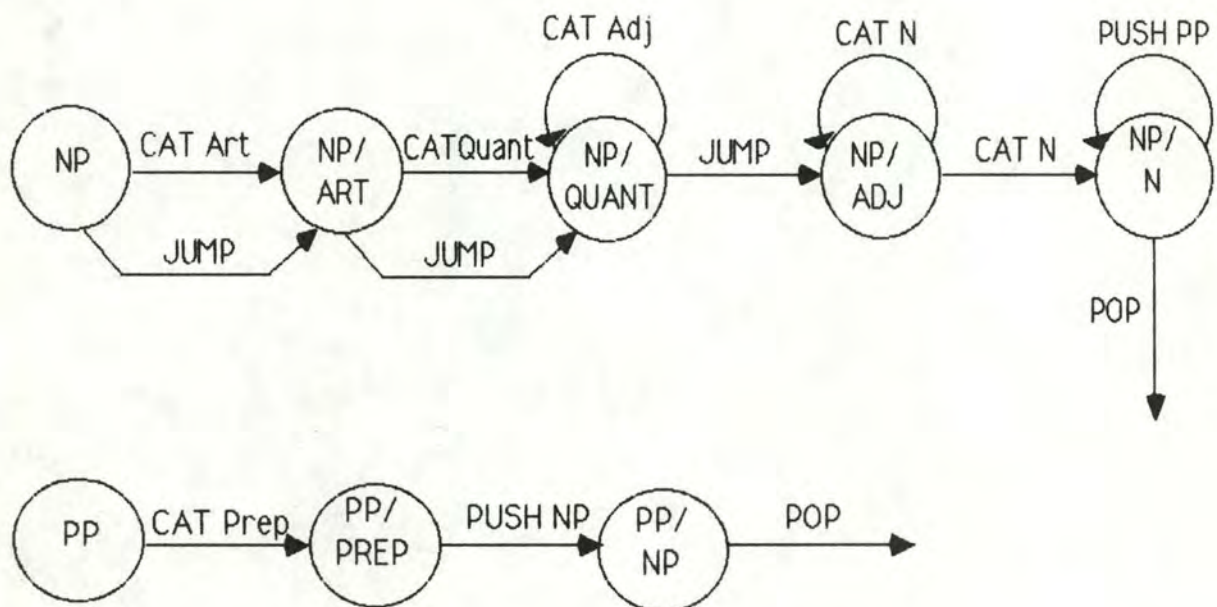 CAT Adj
CAT N
PUSH PP
NP
CAT Art
NP/
ART
CATQuant
NP/
QUANT
JUMP
NP/
ADJ
CAT N
NP/
N
JUMP
JUMP
POP
PP
CAT Prep
PP/
PREP
PUSH NP
PP/
NP
POP